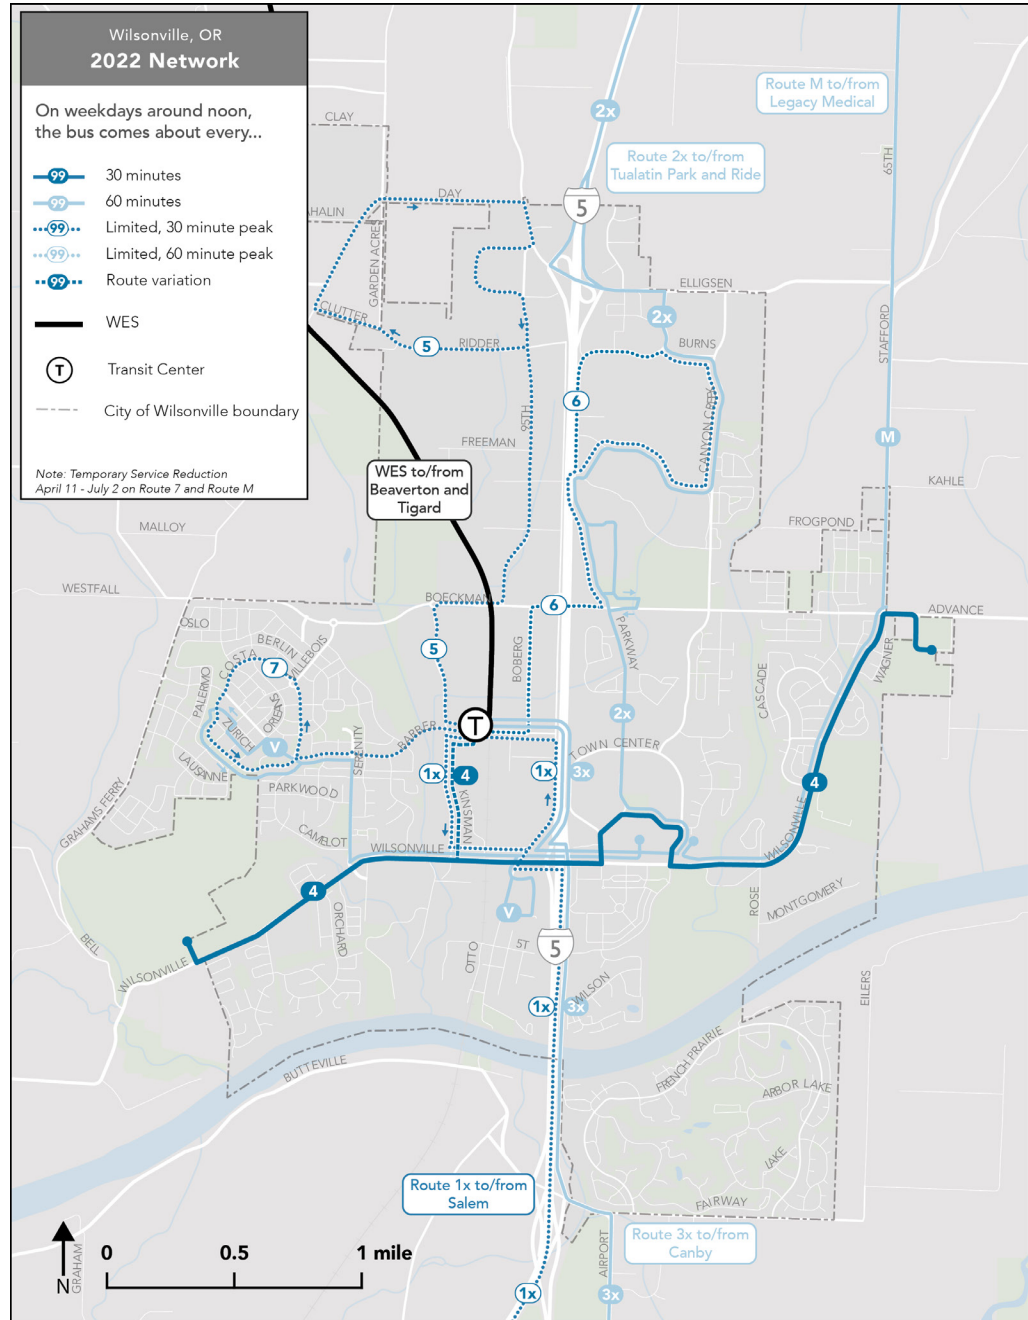 Wilsonville, OR
2022 Network
On weekdays around noon,
the bus comes about every...
99 30 minutes
99 60 minutes
99 Limited, 30 minute peak
99 Limited, 60 minute peak
99 Route variation
WES
T Transit Center
City of Wilsonville boundary
Note: Temporary Service Reduction
April 11 - July 2 on Route 7 and Route M
CLAY
2x
Route M to/from
Legacy Medical
65TH
Route 2x to/from
Tualatin Park and Ride
DAY
5
AHALIN
GARDEN ACRES
ELLIGSEN
CLUTTER
2x
5
RIDDER
BURNS
STAFFORD
6
95TH
CANYON CREEK
FREEMAN
M
WES to/from
Beaverton and
Tigard
KAHLE
MALLOY
FROGPOND
WESTFALL
BOECKMAN
6
ADVANCE
OSLO
BERLIN
VILLEBOIS
COSTA
5
BOBERG
PARKWAY
WAGNER
7
PALERMO
ORLEANS
CASCADE
ZURICH
BARBER
T
2x
V
SERENITY
TOWN CENTER
LAUSANNE
1x
4
1x
3x
PARKWOOD
KINSMAN
4
GRAHAMS FERRY
CAMELOT
WILSONVILLE
WILSONVILLE
4
ORCHARD
V
ROSE
MONTGOMERY
BELL
OTTO
5T
5
WILSONVILLE
WILSON
EILERS
1x
3x
BUTTEVILLE
FRENCH PRAIRIE
ARBOR LAKE
LAKE
Route 1x to/from
Salem
FAIRWAY
Route 3x to/from
Canby
GRAHAM
AIRPORT
N
0 0.5 1 mile
1x
3x